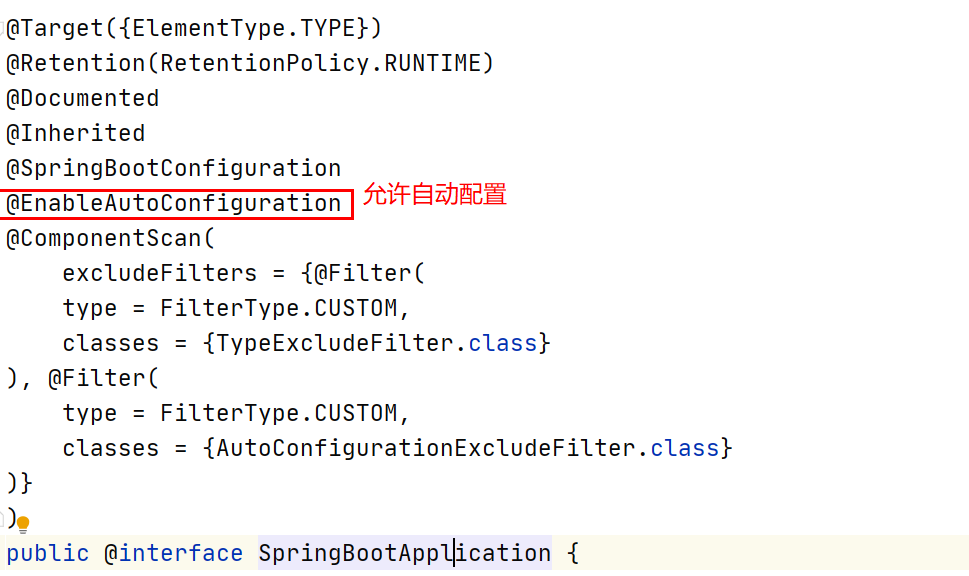 @Target({ElementType.TYPE})
@Retention(RetentionPolicy.RUNTIME)
@Documented
@Inherited
@SpringBootConfiguration
@EnableAutoConfiguration 允许自动配置
@ComponentScan(
    excludeFilters = {@Filter(
    type = FilterType.CUSTOM,
    classes = {TypeExcludeFilter.class}
), @Filter(
    type = FilterType.CUSTOM,
    classes = {AutoConfigurationExcludeFilter.class}
)}
)
public @interface SpringBootApplication {